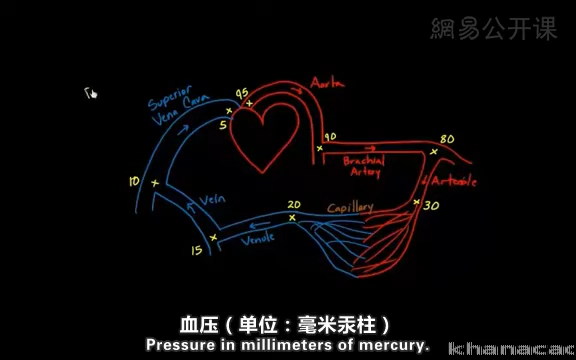 網易公开课
Superior
Vena Cava
95
Aorta
5
90
80
Brachial
Artery
Arteriole
10
Vein
20
Capillary
30
Venule
15
血压（单位：毫米汞柱）
Pressure in millimeters of mercury.
khanacac